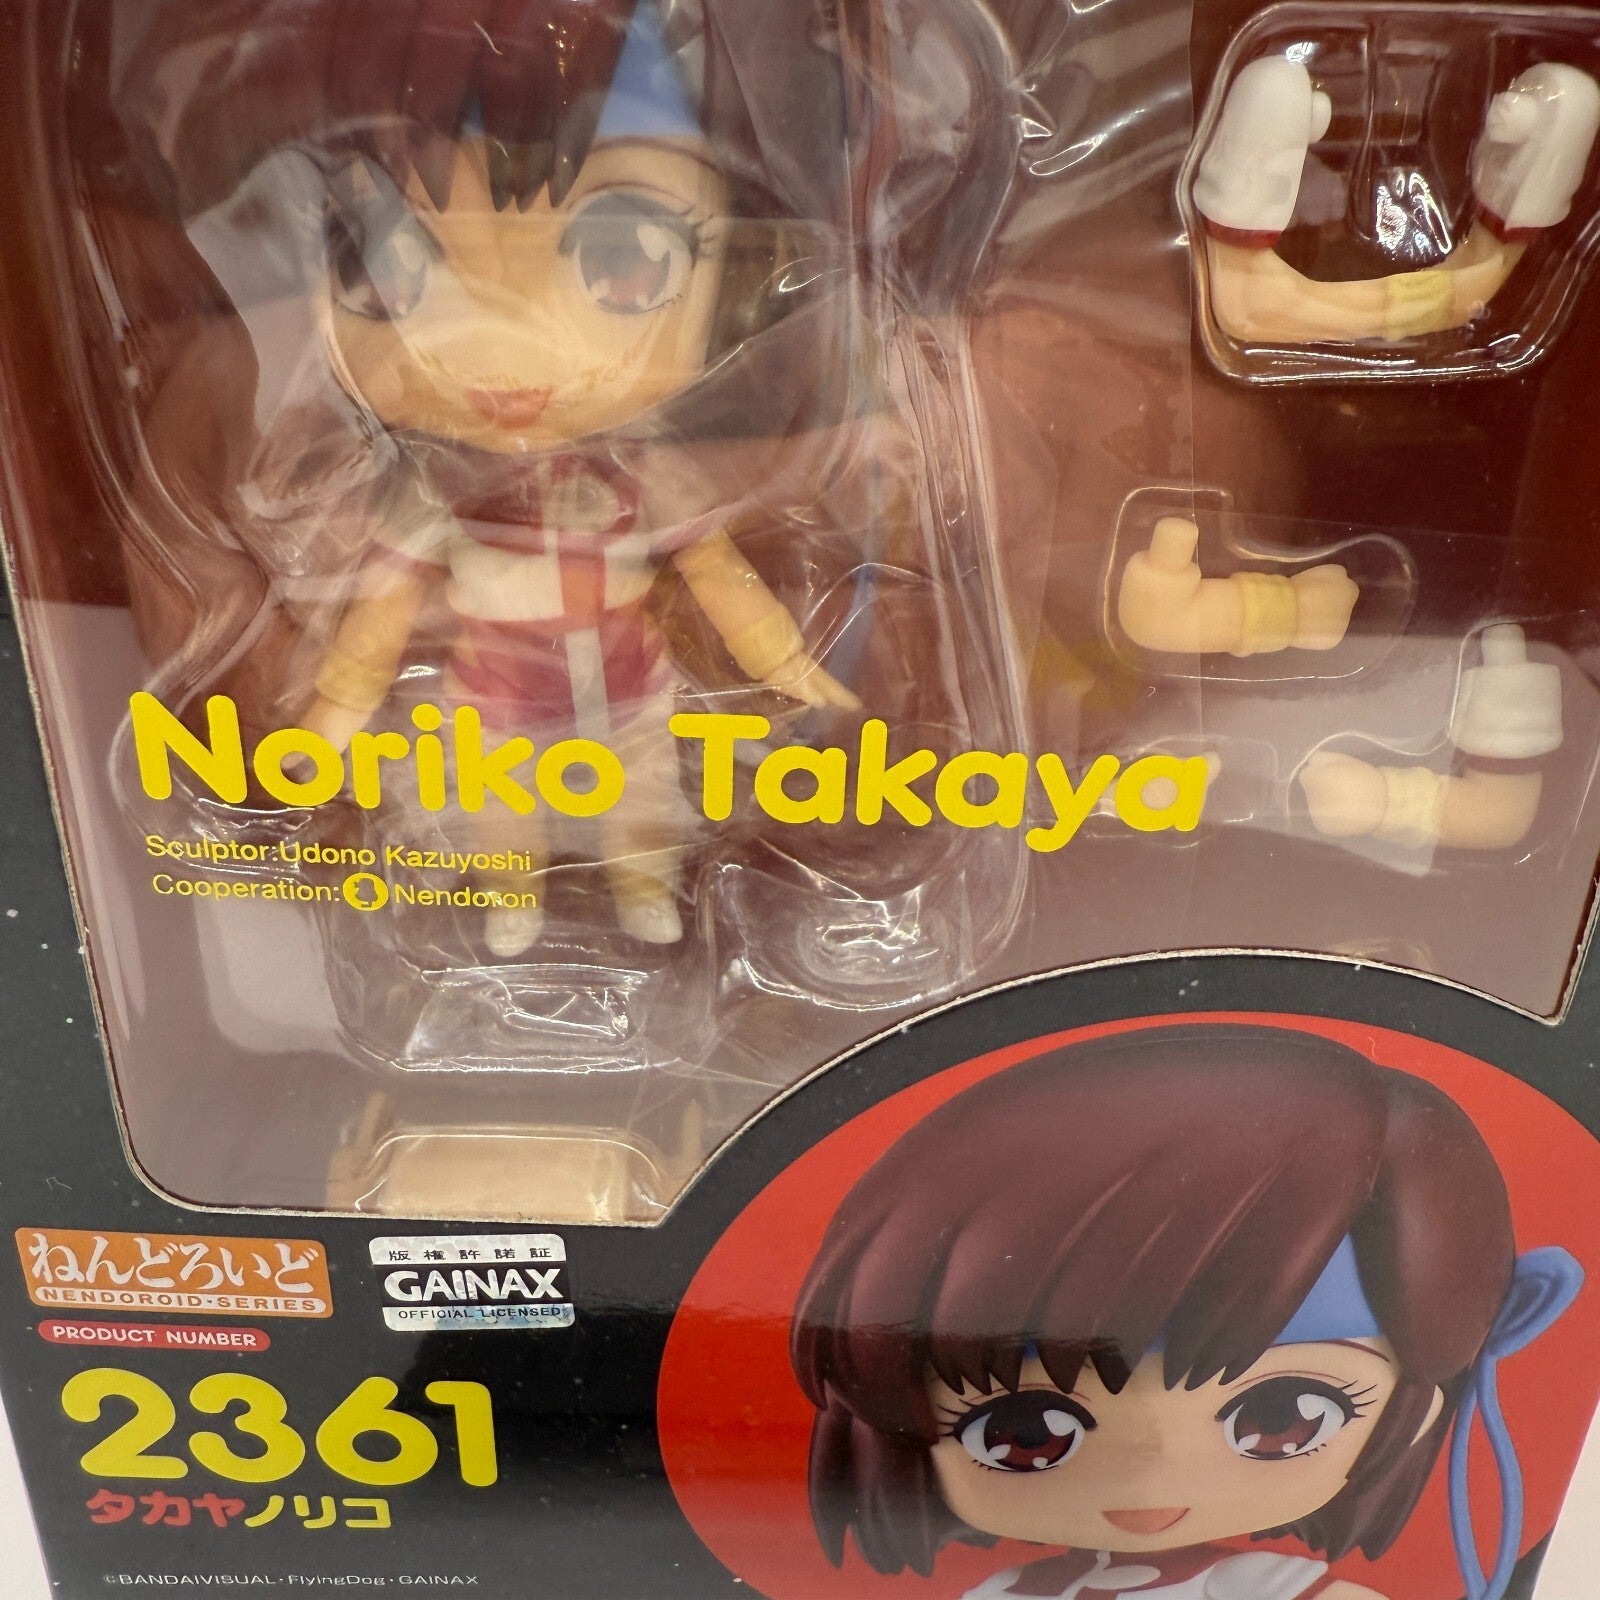 Noriko Takaya
Sculptor:Udono Kazuyoshi
Cooperation: Nendoron
ねんどろいど
NENDOROID·SERIES
版権許諾証
GAINAX
OFFICIAL LICENSED
PRODUCT NUMBER
2361
タカヤノリコ
©BANDAIVISUAL・FlyingDog・GAINAX